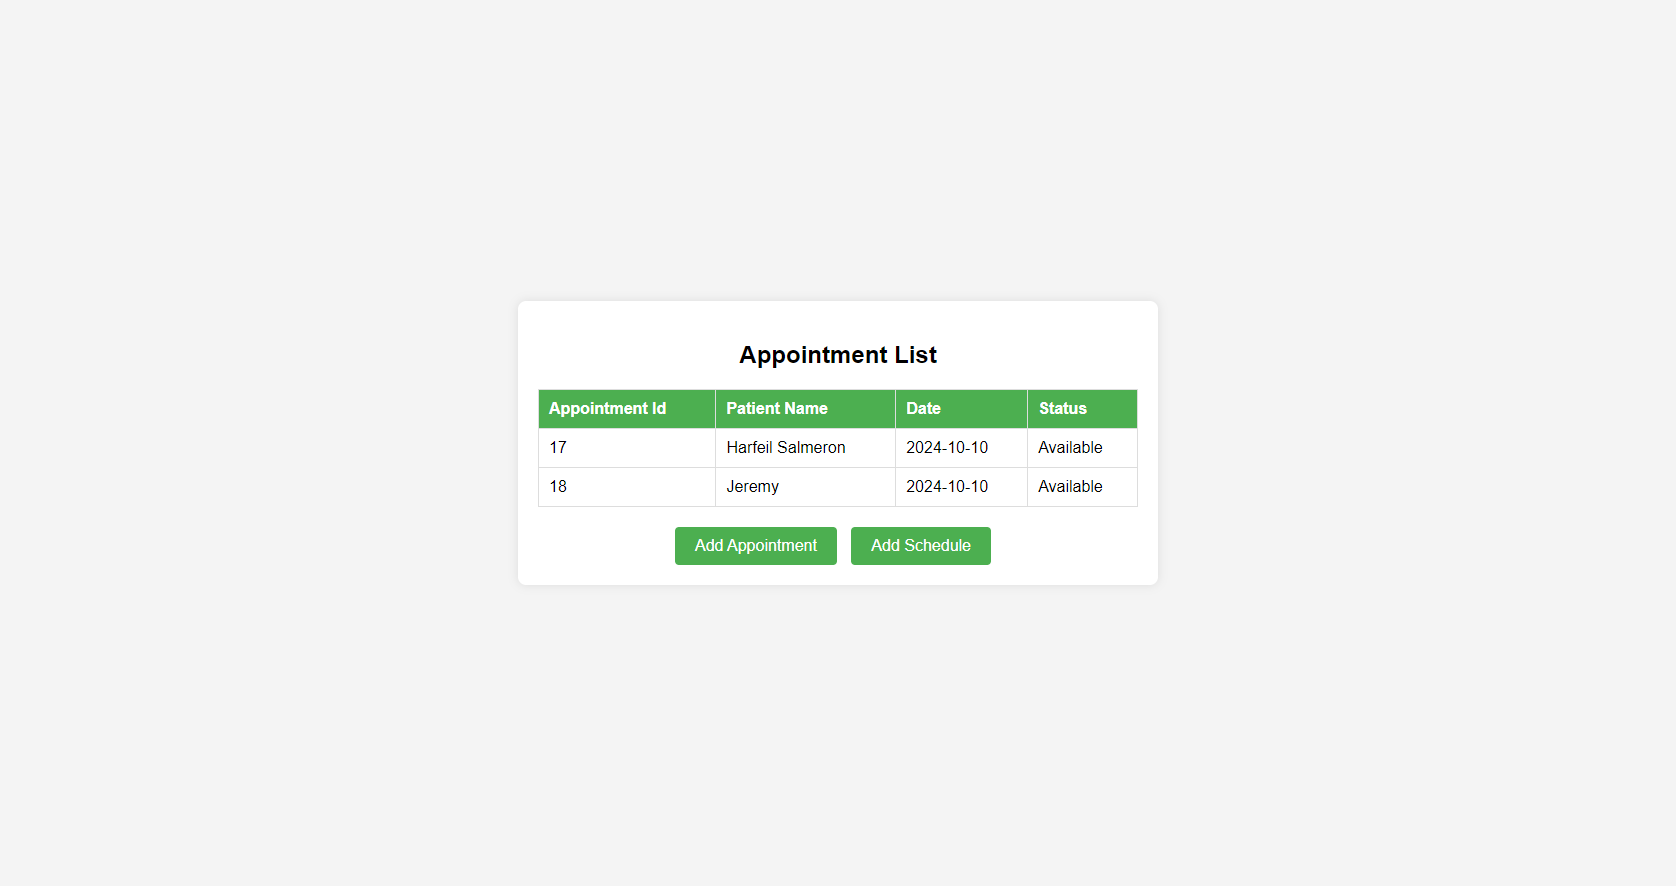 Appointment List
Appointment Id Patient Name Date Status
17 Harfeil Salmeron 2024-10-10 Available
18 Jeremy 2024-10-10 Available
Add Appointment Add Schedule